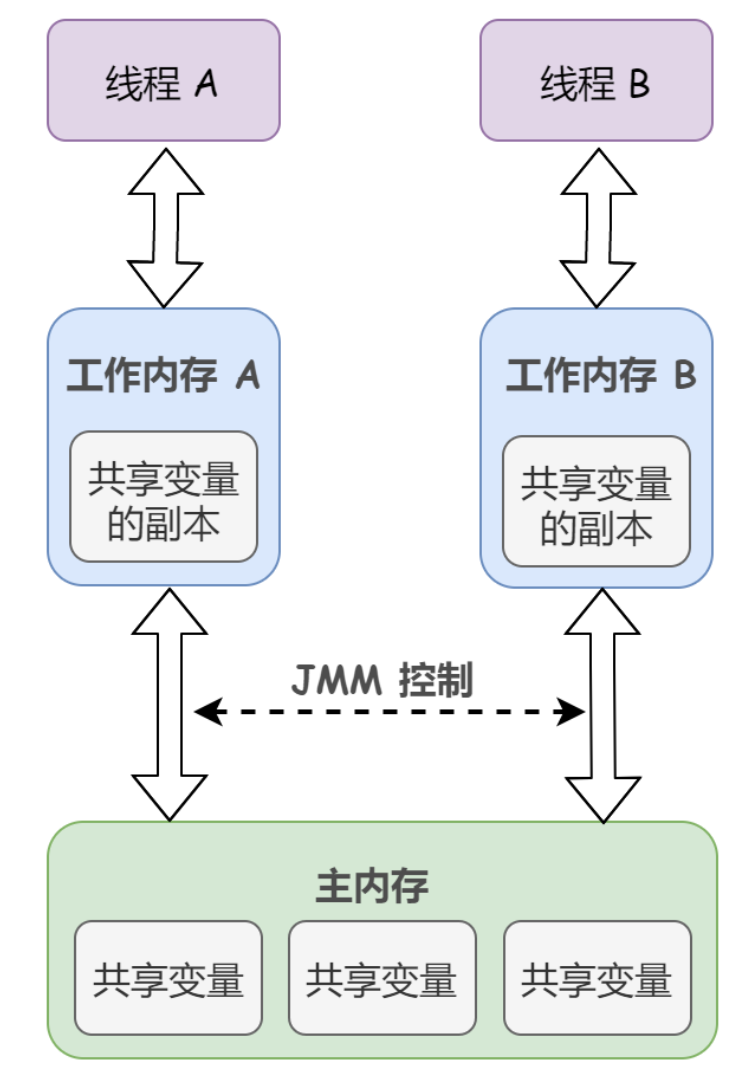 线程 A
线程 B
工作内存 A
工作内存 B
共享变量
的副本
共享变量
的副本
JMM 控制
主内存
共享变量
共享变量
共享变量